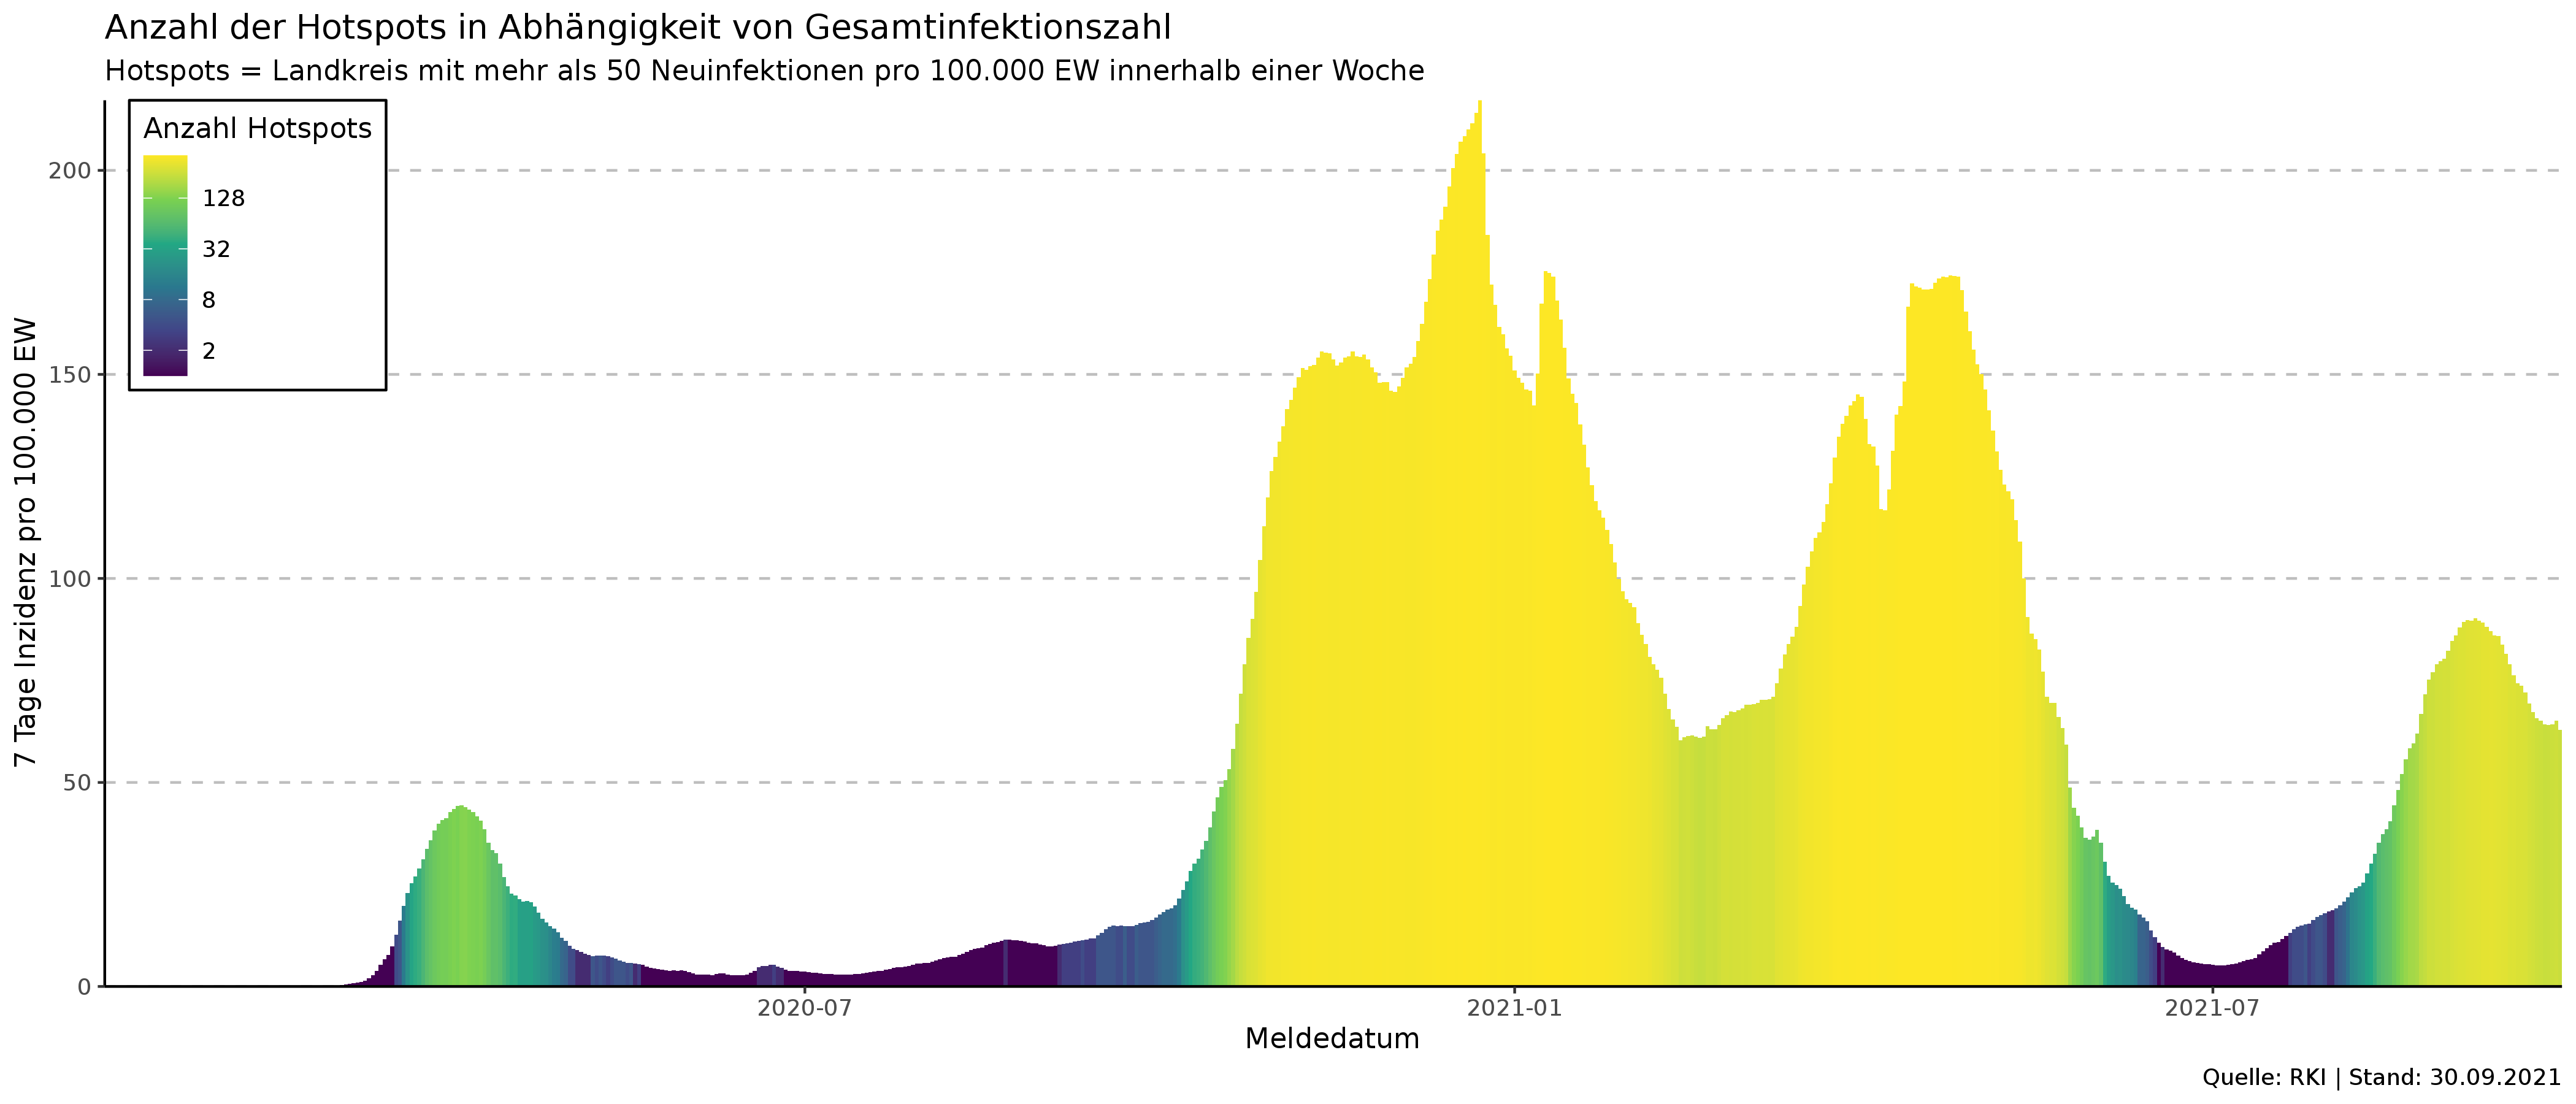 Anzahl der Hotspots in Abhängigkeit von Gesamtinfektionszahl
Hotspots = Landkreis mit mehr als 50 Neuinfektionen pro 100.000 EW innerhalb einer Woche
Anzahl Hotspots
128
32
8
2
7 Tage Inzidenz pro 100.000 EW
200
150
100
50
0
2020-07
2021-01
2021-07
Meldedatum
Quelle: RKI | Stand: 30.09.2021